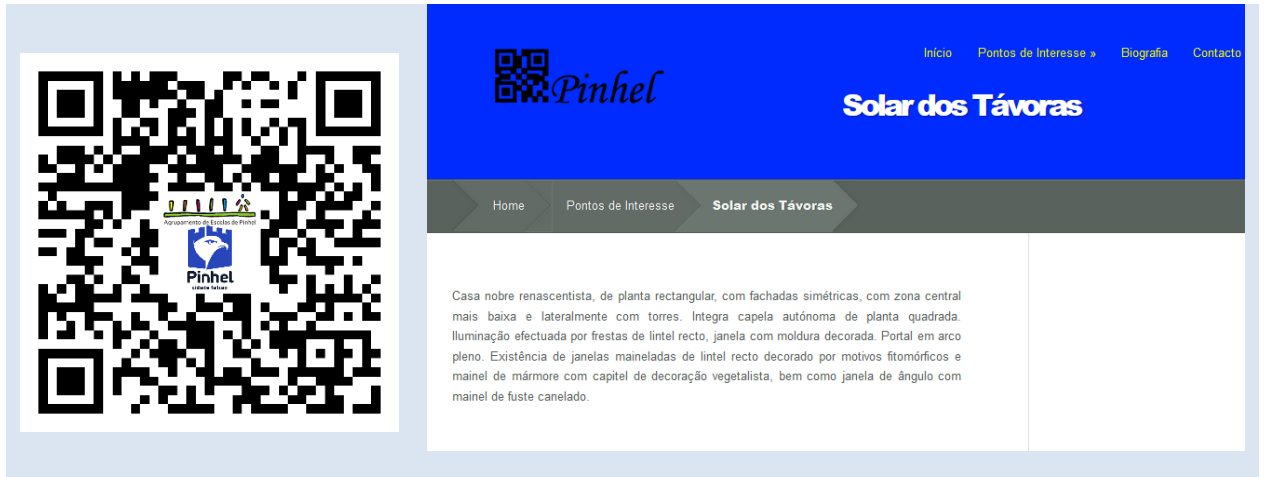 Agrupamento de Escolas de Pinhel
Pinhel
cidade falcão
Pinhel
Início Pontos de Interesse » Biografia Contacto
Solar dos Távoras
Home Pontos de Interesse Solar dos Távoras
Casa nobre renascentista, de planta rectangular, com fachadas simétricas, com zona central
mais baixa e lateralmente com torres. Integra capela autónoma de planta quadrada.
Iluminação efectuada por frestas de lintel recto, janela com moldura decorada. Portal em arco
pleno. Existência de janelas maineladas de lintel recto decorado por motivos fitomórficos e
mainel de mármore com capitel de decoração vegetalista, bem como janela de ângulo com
mainel de fuste canelado.